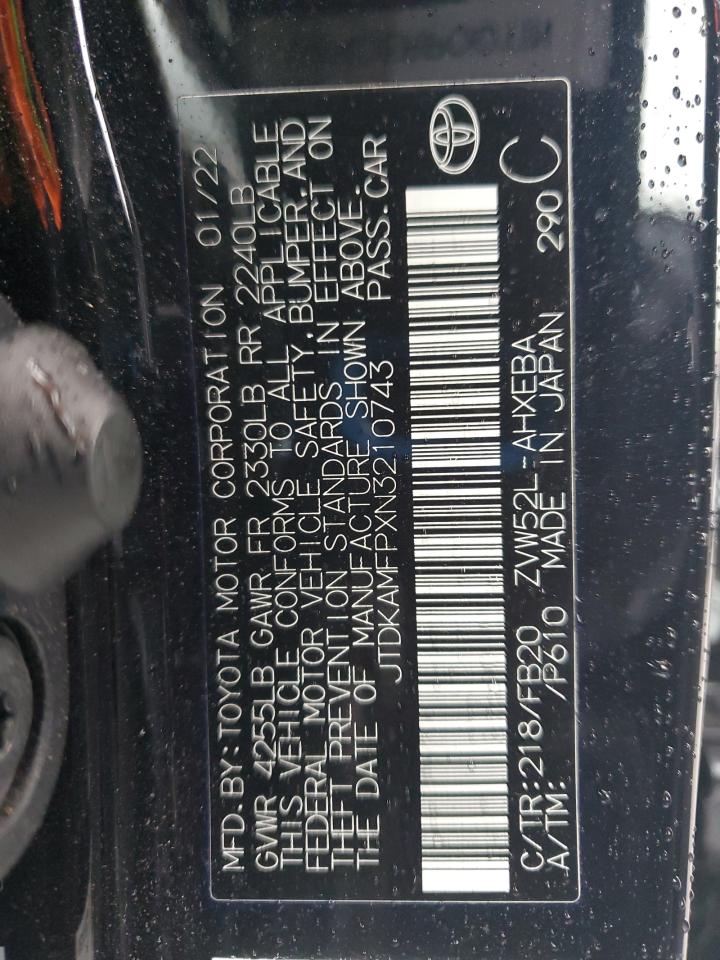 MFD.BY:TOYOTA MOTOR CORPORATION 01/22
GVWR 4255LB GAWR FR 2330LB RR 2240LB
THIS VEHICLE CONFORMS TO ALL APPLICABLE
FEDERAL MOTOR VEHICLE SAFETY,BUMPER,AND
THEFT PREVENTION STANDARDS IN EFFECT ON
THE DATE OF MANUFACTURE SHOWN ABOVE.
JTDKAMFPXN3210743 PASS.CAR
C/TR:218/FB20 ZVW52L-AHXEBA
A/TM: /P610 MADE IN JAPAN 290 C